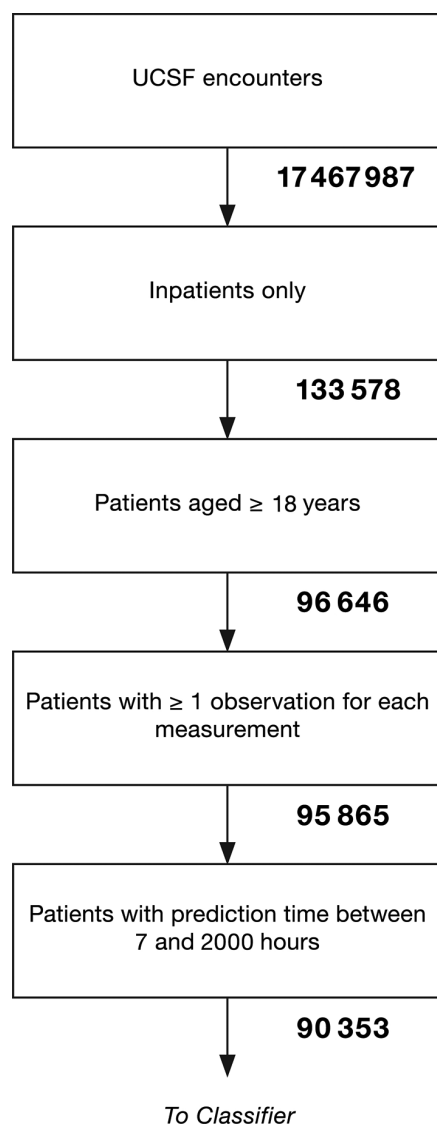 UCSF encounters
17 467 987
Inpatients only
133 578
Patients aged ≥ 18 years
96 646
Patients with ≥ 1 observation for each
measurement
95 865
Patients with prediction time between
7 and 2000 hours
90 353
To Classifier